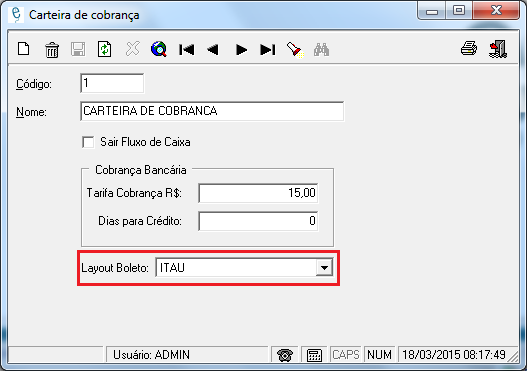 Carteira de cobrança
Código: 1
Nome: CARTEIRA DE COBRANCA
Sair Fluxo de Caixa
Cobrança Bancária
Tarifa Cobrança R$: 15,00
Dias para Crédito: 0
Layout Boleto: ITAU
Usuário: ADMIN CAPS NUM 18/03/2015 08:17:49